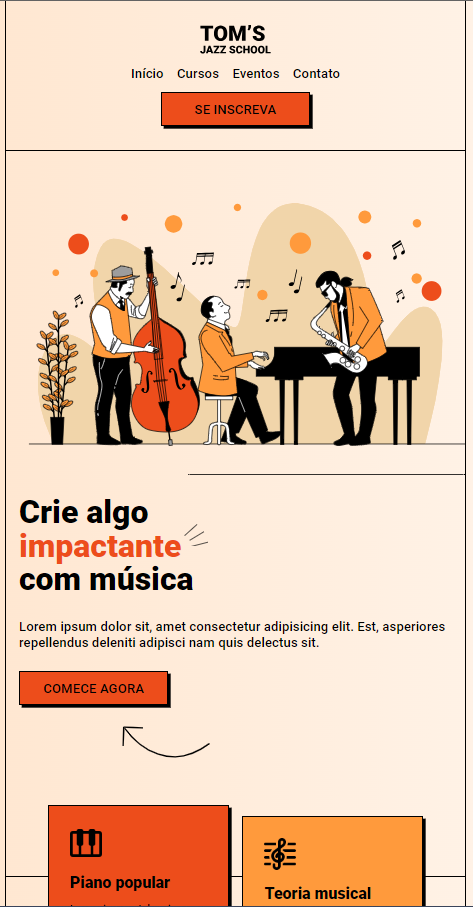 TOM'S
JAZZ SCHOOL
Início Cursos Eventos Contato
SE INSCREVA
Crie algo
impactante
com música
Lorem ipsum dolor sit, amet consectetur adipisicing elit. Est, asperiores
repellendus deleniti adipisci nam quis delectus sit.
COMECE AGORA
Piano popular
Teoria musical